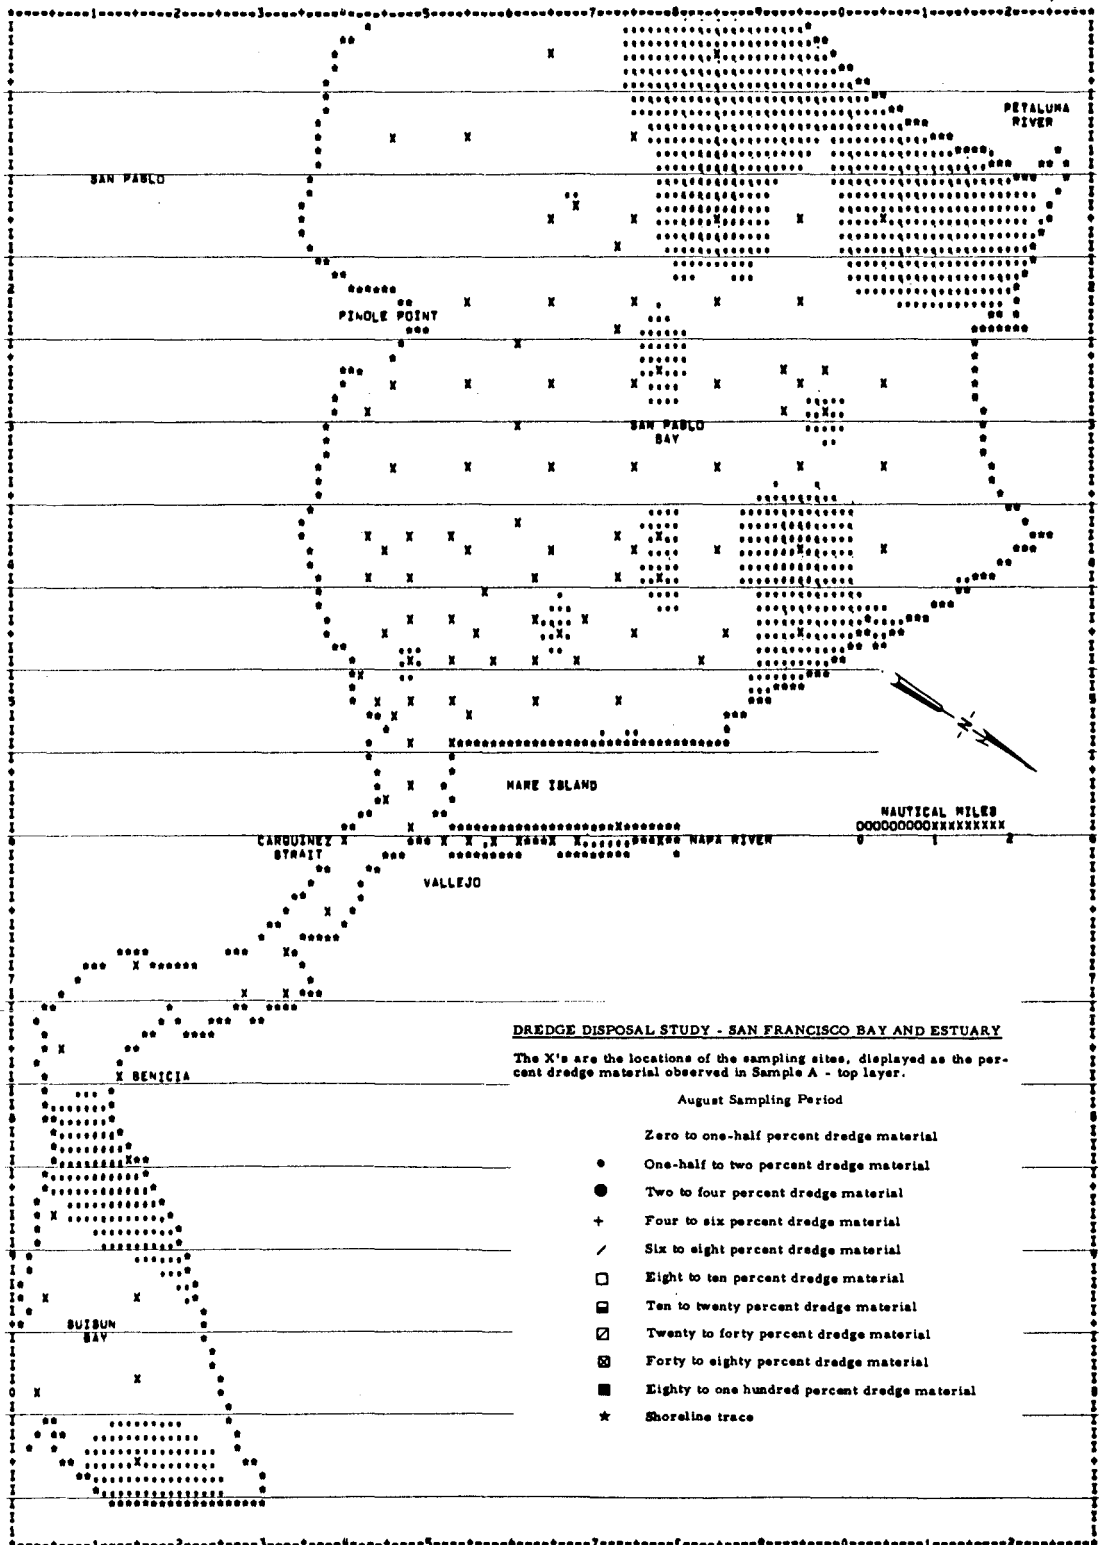 PETALUMA
RIVER
SAN PABLO
PINOLE POINT
SAN PABLO
BAY
MARE ISLAND
NAUTICAL MILES
OOOOOOOOOXXXXXXXXX
0 1 2
CARQUINEZ
STRAIT
NAPA RIVER
VALLEJO
N
BENICIA
DREDGE DISPOSAL STUDY - SAN FRANCISCO BAY AND ESTUARY
The X's are the locations of the sampling sites, displayed as the per-
cent dredge material observed in Sample A - top layer.
August Sampling Period
Zero to one-half percent dredge material
One-half to two percent dredge material
Two to four percent dredge material
Four to six percent dredge material
Six to eight percent dredge material
Eight to ten percent dredge material
Ten to twenty percent dredge material
Twenty to forty percent dredge material
Forty to eighty percent dredge material
Eighty to one hundred percent dredge material
Shoreline trace
SUISUN
BAY